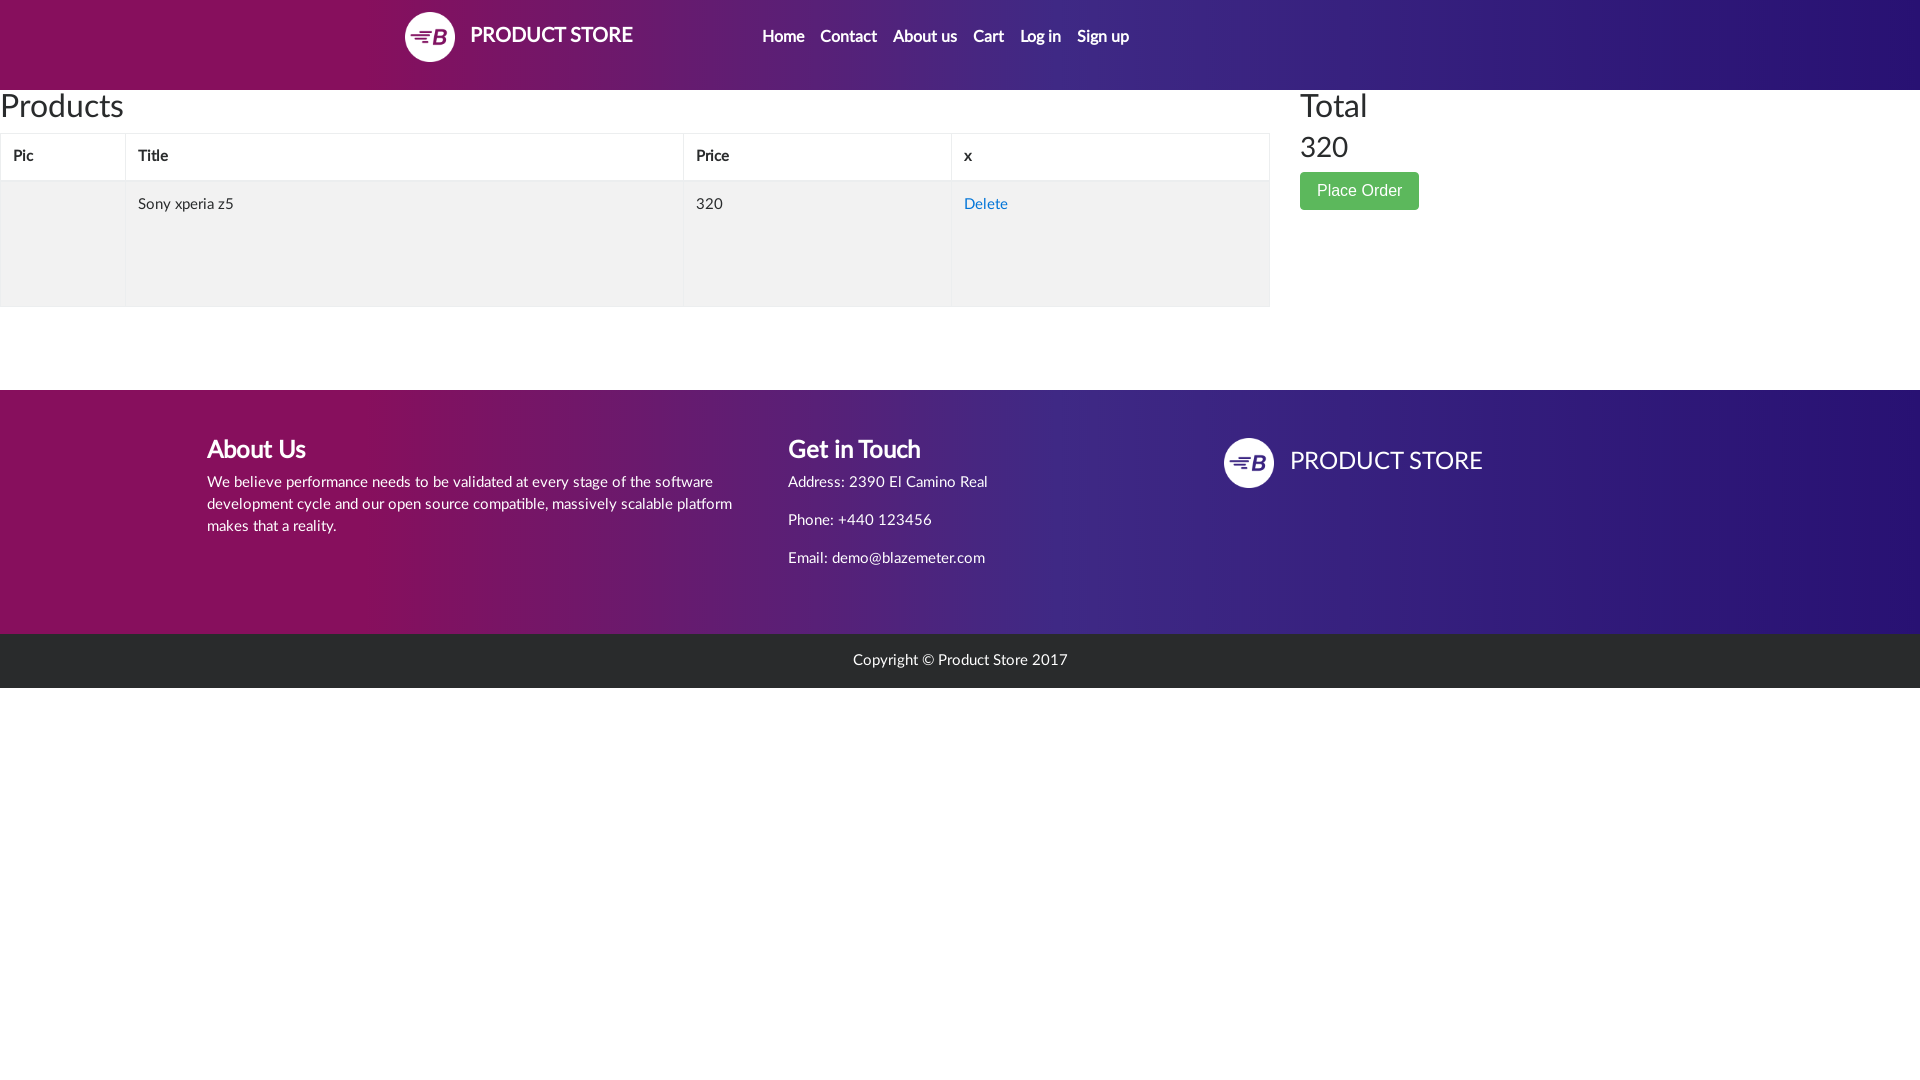 PRODUCT STORE
Home Contact About us Cart Log in Sign up
Products
Total
Pic Title Price x
320
Sony xperia z5 320 Delete
Place Order
About Us
We believe performance needs to be validated at every stage of the software
development cycle and our open source compatible, massively scalable platform
makes that a reality.
Get in Touch
Address: 2390 El Camino Real
Phone: +440 123456
Email: demo@blazemeter.com
B PRODUCT STORE
Copyright © Product Store 2017